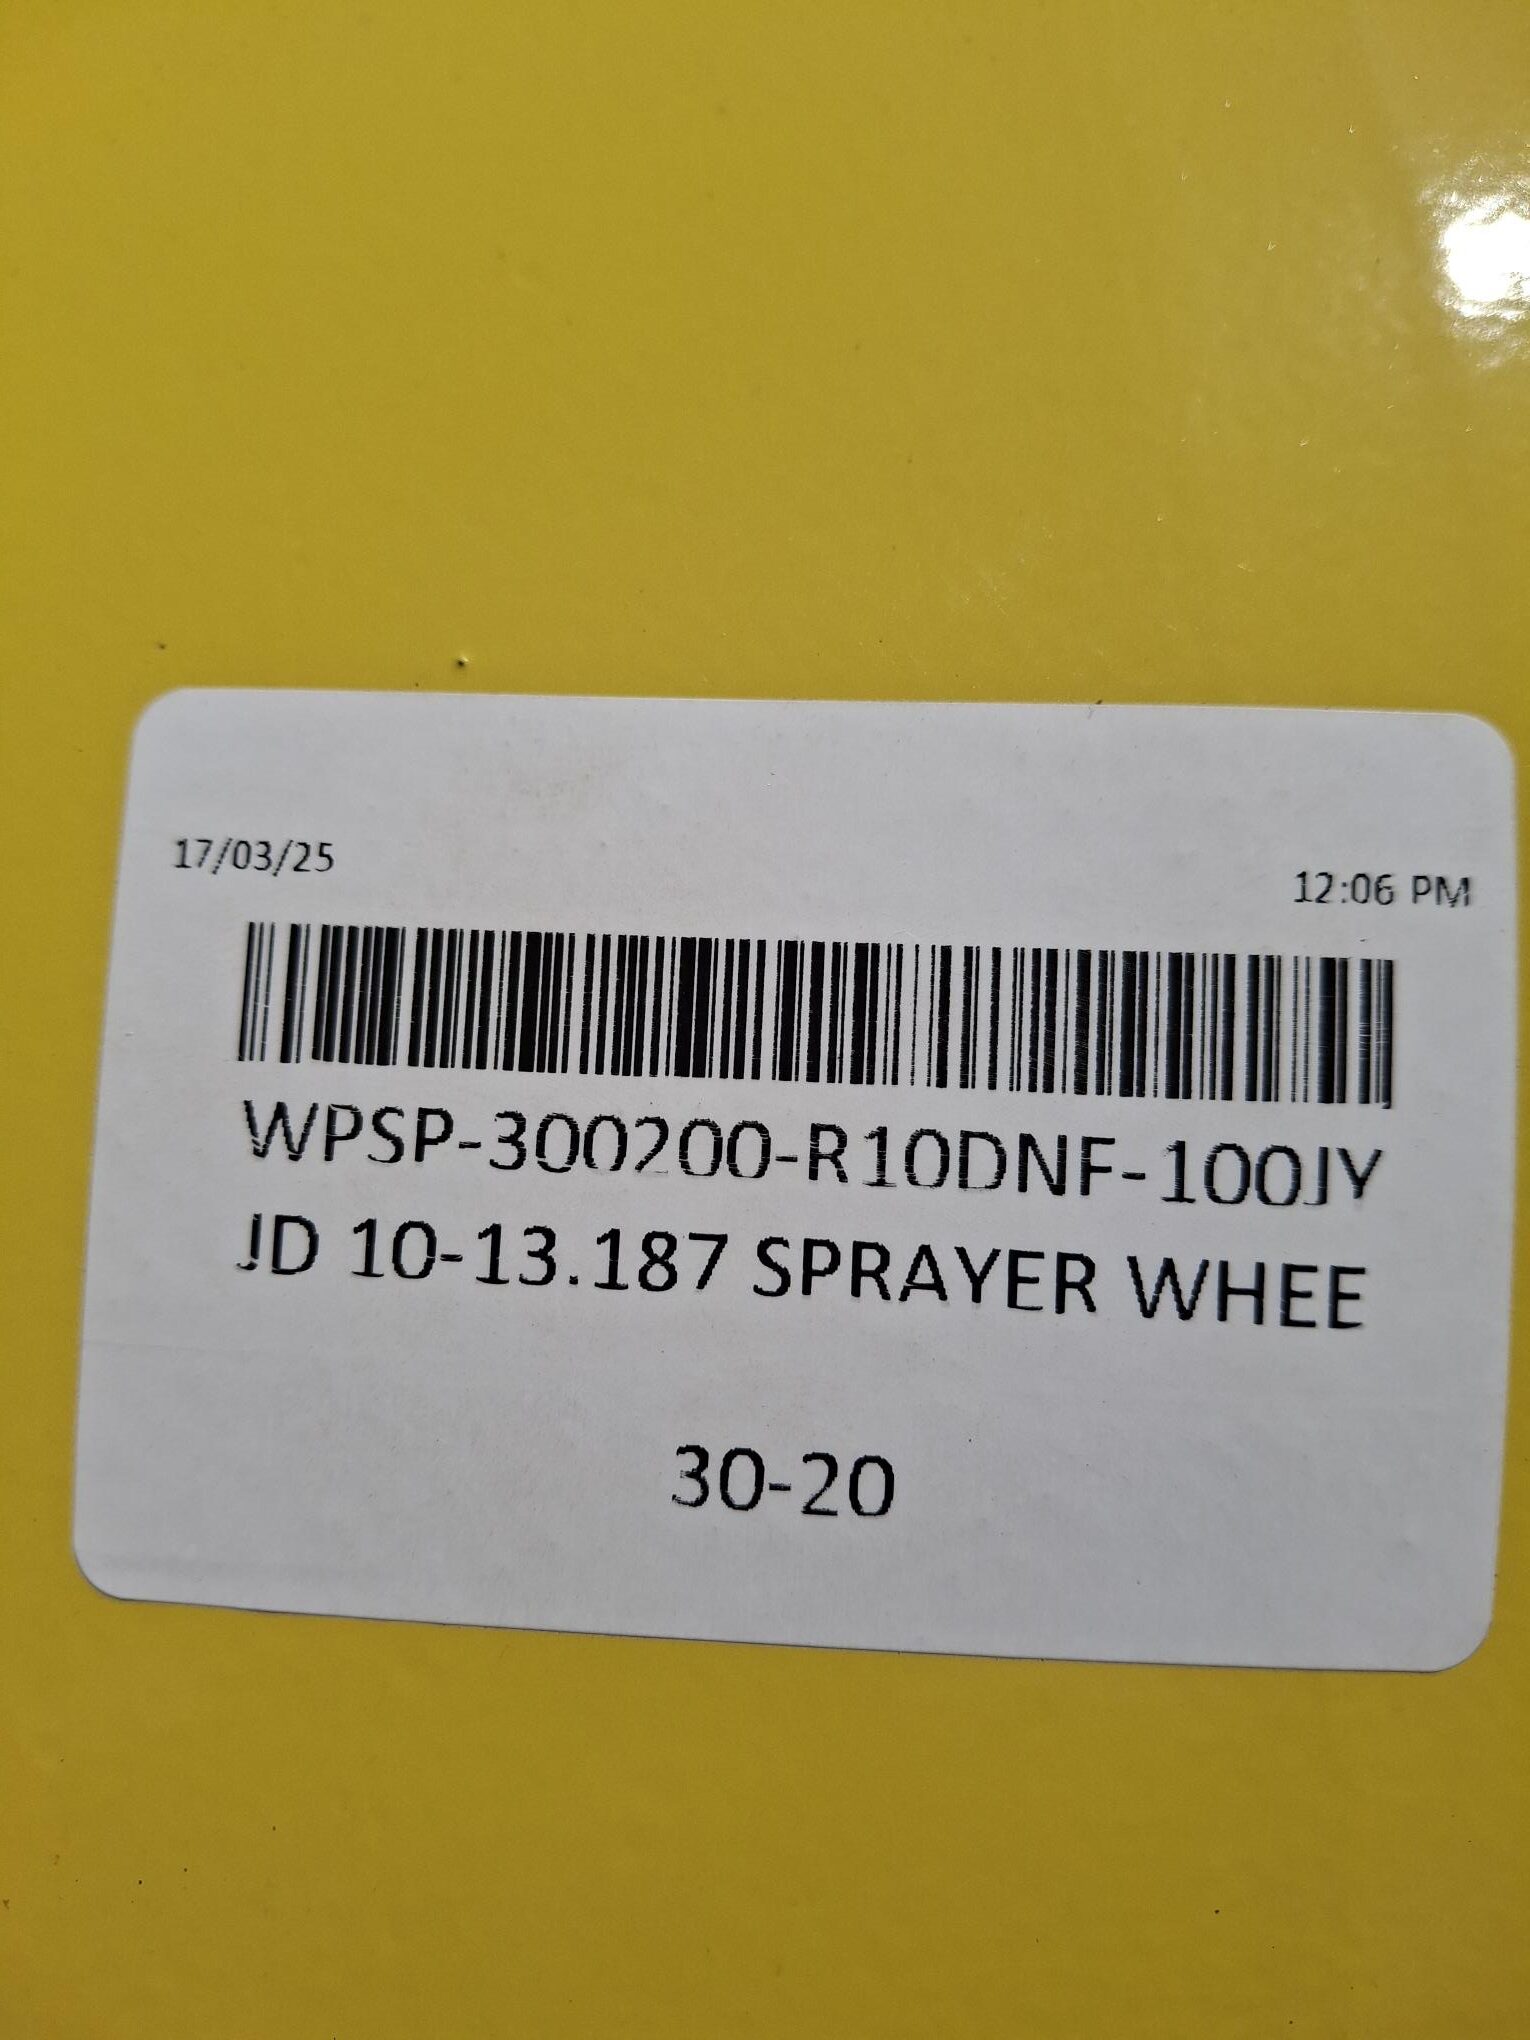 17/03/25
12:06 PM
WPSP-300200-R10DNF-100JY
JD 10-13.187 SPRAYER WHEE
30-20